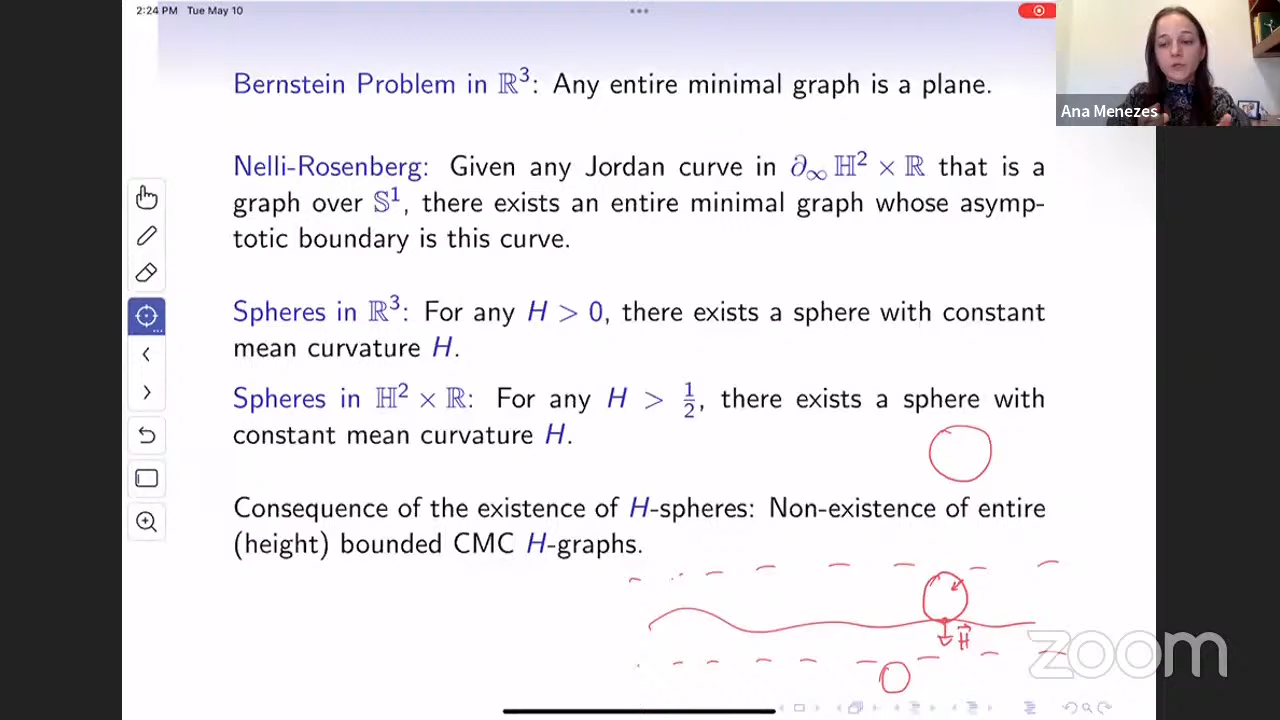 2:24 PM Tue May 10
Bernstein Problem in ℝ³: Any entire minimal graph is a plane.
Ana Menezes
Nelli-Rosenberg: Given any Jordan curve in ∂∞ ℍ² × ℝ that is a
graph over 𝕊¹, there exists an entire minimal graph whose asymp-
totic boundary is this curve.
Spheres in ℝ³: For any H > 0, there exists a sphere with constant
mean curvature H.
Spheres in ℍ² × ℝ: For any H > 1/2, there exists a sphere with
constant mean curvature H.
Consequence of the existence of H-spheres: Non-existence of entire
(height) bounded CMC H-graphs.
H⃗
zoom